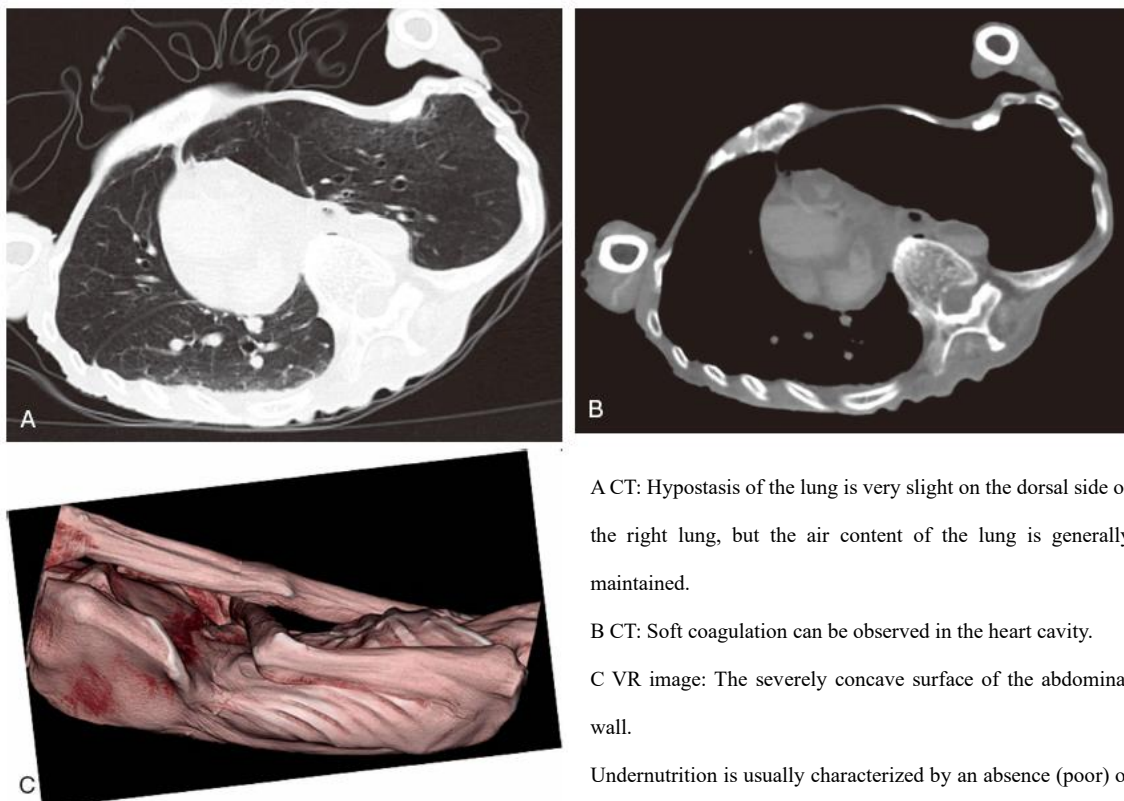 A
B
A CT: Hypostasis of the lung is very slight on the dorsal side o
the right lung, but the air content of the lung is generally
maintained.
B CT: Soft coagulation can be observed in the heart cavity.
C VR image: The severely concave surface of the abdomina
wall.
Undernutrition is usually characterized by an absence (poor) o
C